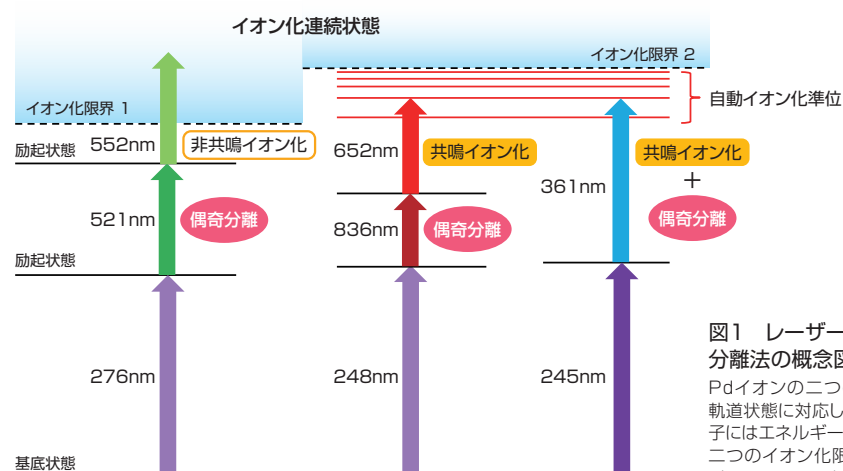 イオン化連続状態
イオン化限界 2
自動イオン化準位
イオン化限界 1
励起状態
552nm
非共鳴イオン化
652nm
共鳴イオン化
共鳴イオン化
+
偶奇分離
361nm
521nm
偶奇分離
836nm
偶奇分離
励起状態
276nm
248nm
245nm
基底状態
図1 レーザー
分離法の概念図
Pdイオンの二つ
軌道状態に対応し
子にはエネルギー
二つのイオン化限